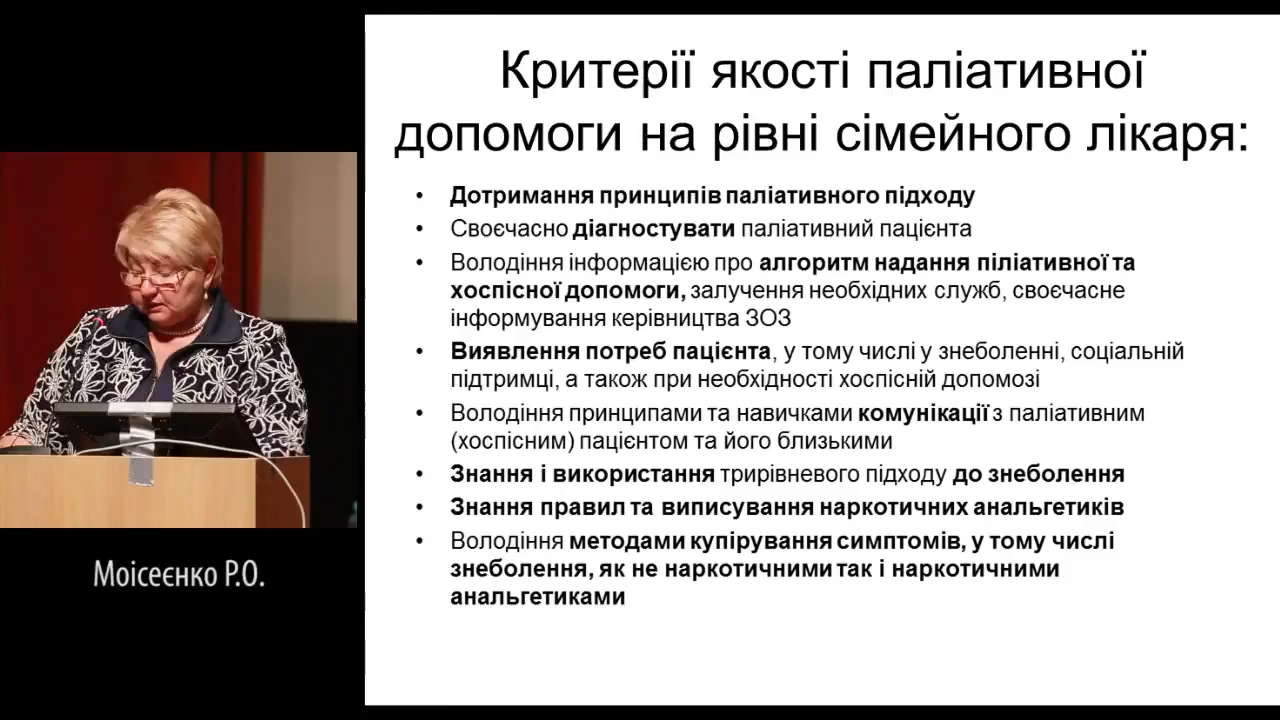 Критерії якості паліативної
допомоги на рівні сімейного лікаря:
• Дотримання принципів паліативного підходу
• Своєчасно діагностувати паліативний пацієнта
• Володіння інформацією про алгоритм надання піліативної та
хоспісної допомоги, залучення необхідних служб, своєчасне
інформування керівництва ЗОЗ
• Виявлення потреб пацієнта, у тому числі у знеболенні, соціальній
підтримці, а також при необхідності хоспісній допомозі
• Володіння принципами та навичками комунікації з паліативним
(хоспісним) пацієнтом та його близькими
• Знання і використання трирівневого підходу до знеболення
• Знання правил та виписування наркотичних анальгетиків
• Володіння методами купірування симптомів, у тому числі
знеболення, як не наркотичними так і наркотичними
анальгетиками
Моісеєнко Р.О.